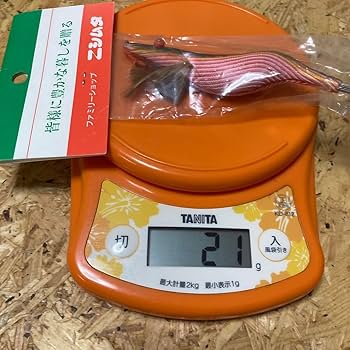 皆様に豊かな暮しを贈る
ファミリーショップ
ニシムタ
TANITA
切
21
g
入
風袋引き
最大計量2kg 最小表示1g